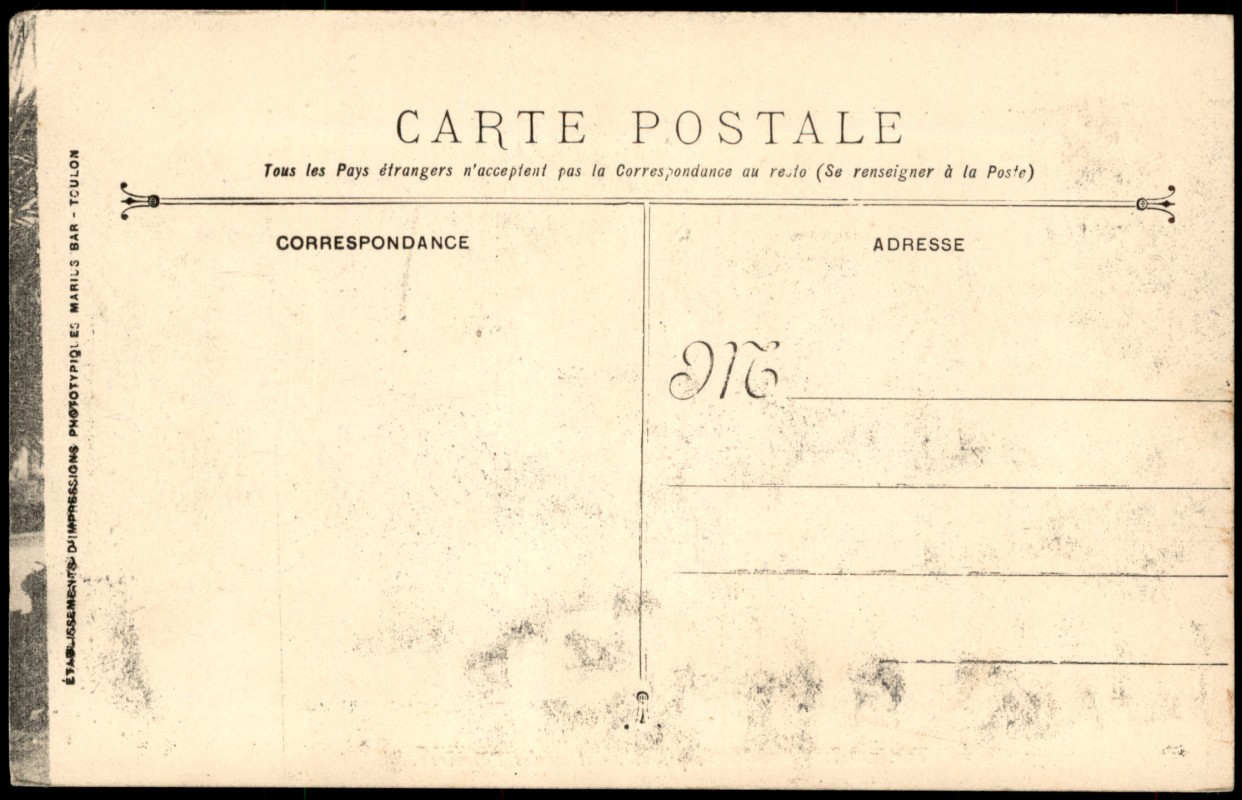 CARTE POSTALE
Tous les Pays étrangers n'acceptent pas la Correspondance au recto (Se renseigner à la Poste)
CORRESPONDANCE
ADRESSE
M
ÉTABLISSEMENTS D'IMPRESSIONS PHOTOTYPIQUES MARIUS BAR - TOULON